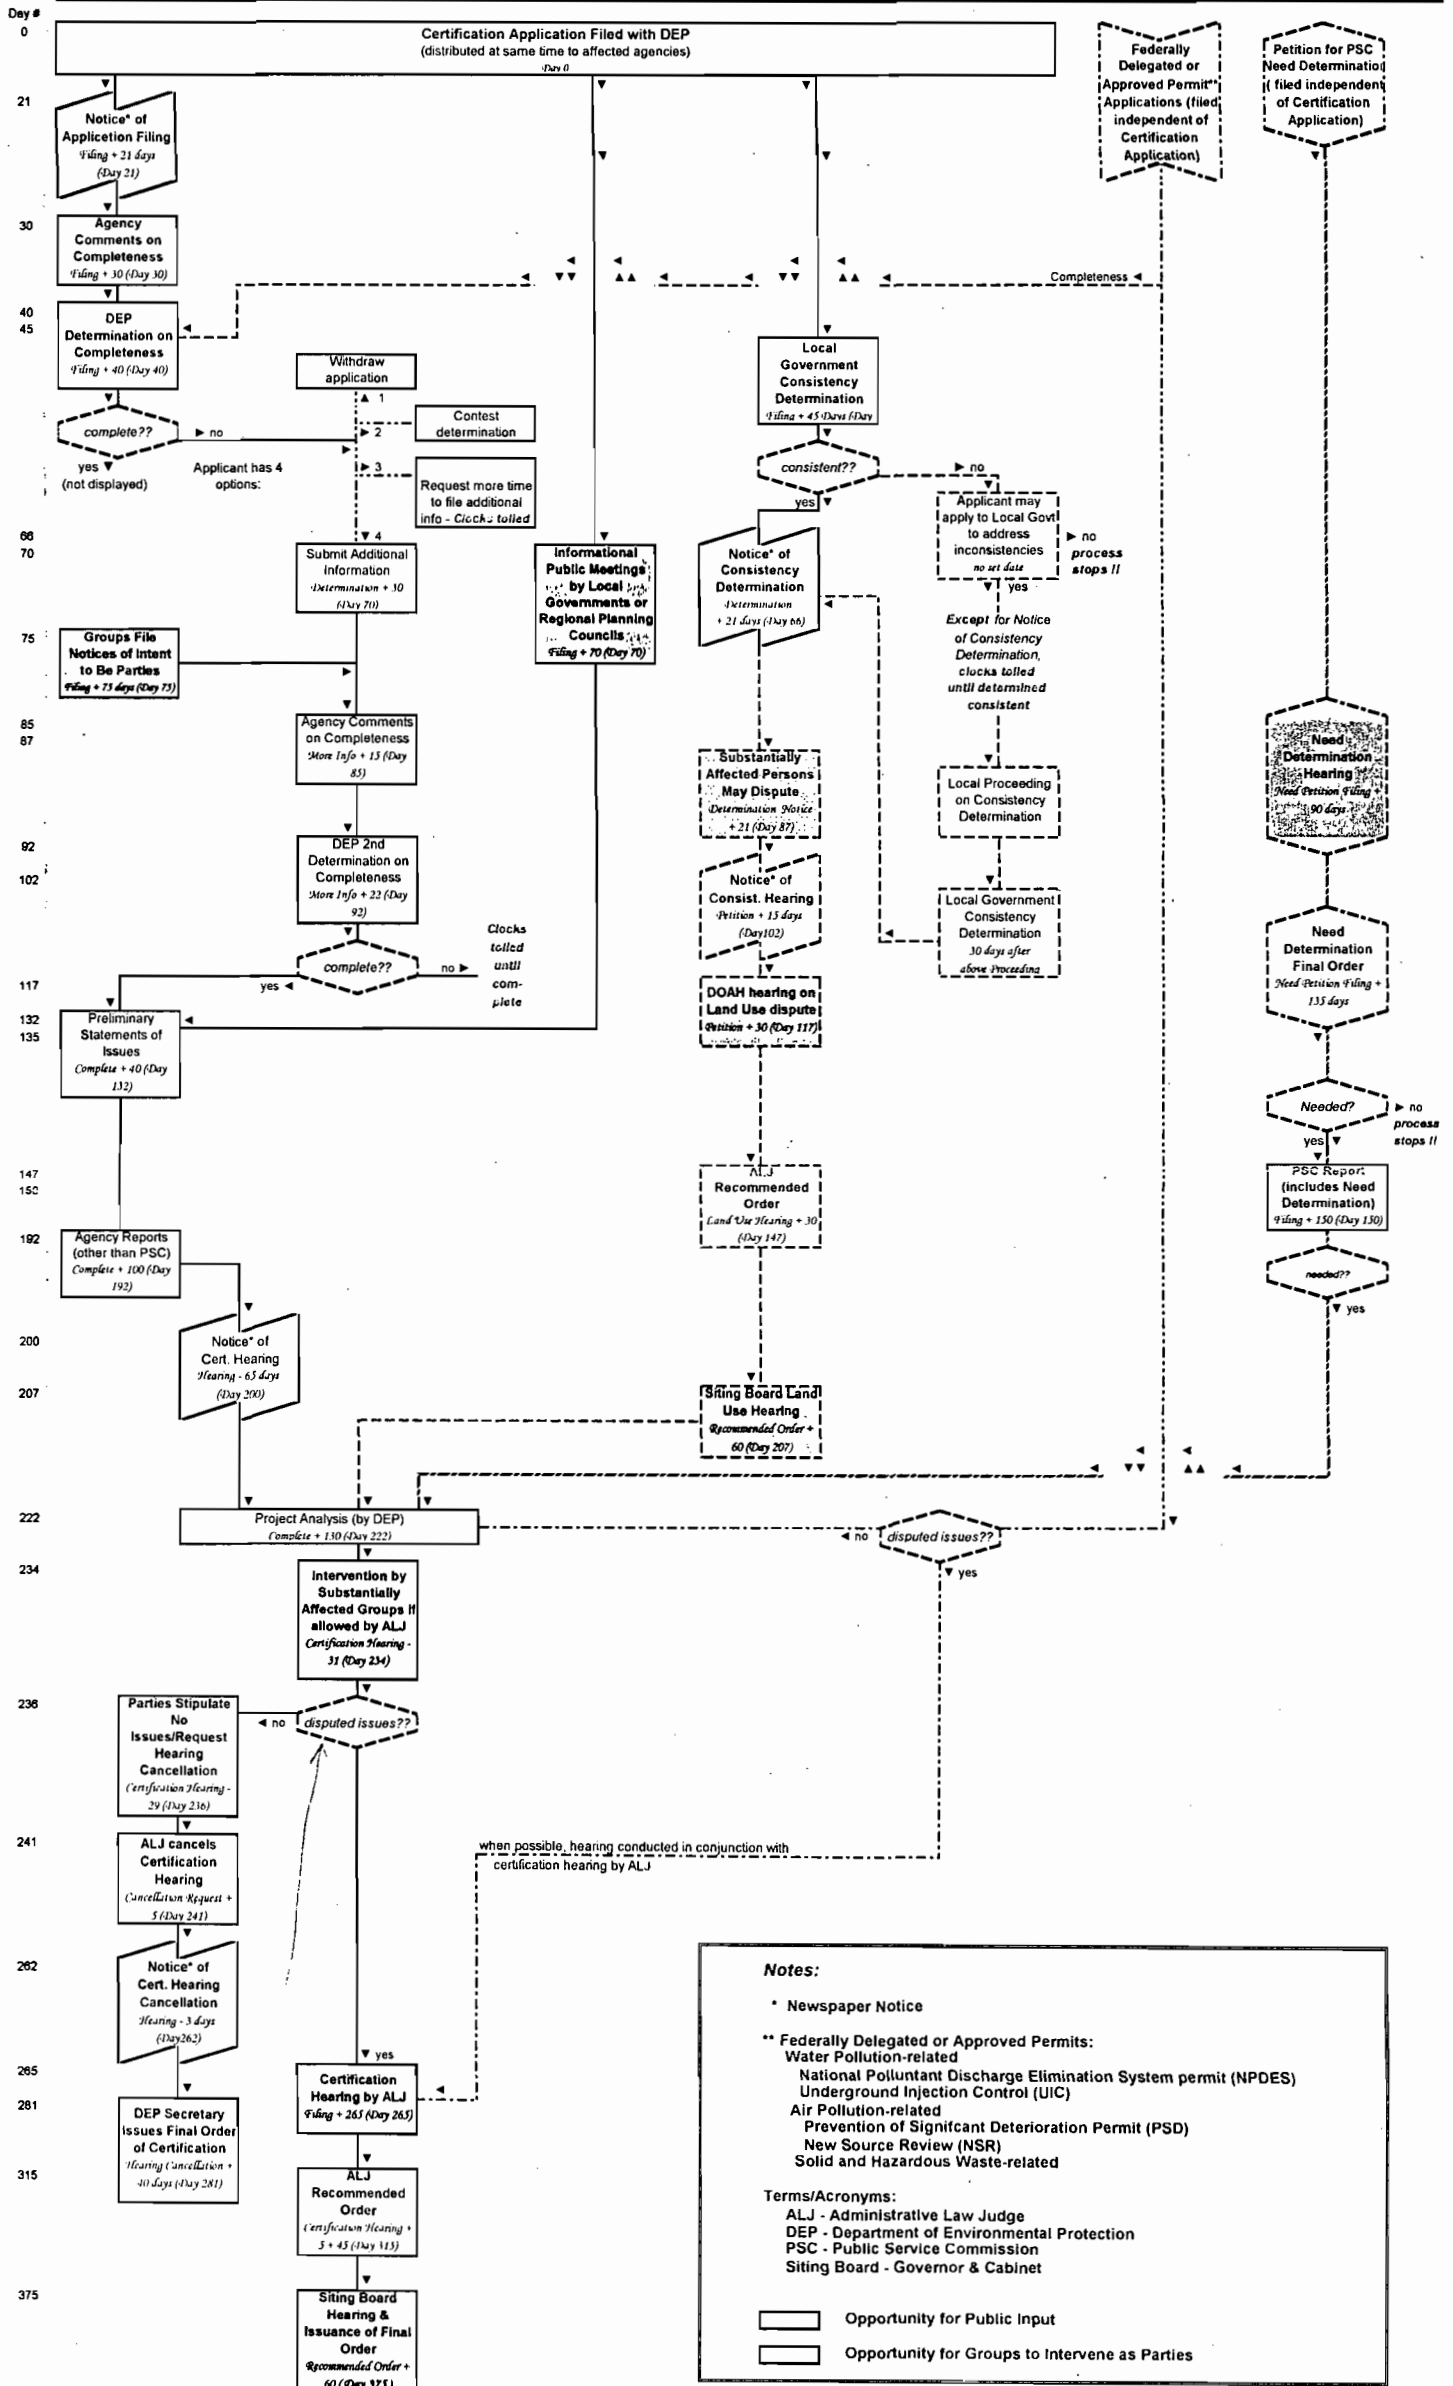 Day #
0
21
30
40
45
66
70
75
85
87
92
102
117
132
135
147
192
200
207
222
234
236
241
262
265
281
315
375
Certification Application Filed with DEP
(distributed at same time to affected agencies)
Day 0
Federally
Delegated or
Approved Permit**
Applications (filed
independent of
Certification
Application)
Petition for PSC
Need Determination
( filed independent
of Certification
Application)
Notice* of
Application Filing
Filing + 21 days
(Day 21)
Agency
Comments on
Completeness
Filing + 30 (Day 30)
Completeness
DEP
Determination on
Completeness
Filing + 40 (Day 40)
complete??
no
yes
(not displayed)
Applicant has 4
options:
Withdraw
application
1
2
Contest
determination
3
Request more time
to file additional
info - Clocks tolled
4
Submit Additional
Information
Determination + 30
(Day 70)
Groups File
Notices of Intent
to Be Parties
Filing + 75 days (Day 75)
Agency Comments
on Completeness
More Info + 15 (Day
85)
DEP 2nd
Determination on
Completeness
More Info + 22 (Day
92)
complete??
no
yes
Clocks
tolled
until
com-
plete
Informational
Public Meetings
by Local
Governments or
Regional Planning
Councils
Filing + 70 (Day 70)
Local
Government
Consistency
Determination
Filing + 45 Days (Day
consistent??
no
yes
Applicant may
apply to Local Govt
to address
inconsistencies
no set date
no
process
stops !!
yes
Except for Notice
of Consistency
Determination,
clocks tolled
until determined
consistent
Notice* of
Consistency
Determination
Determination
+ 21 days (Day 66)
Substantially
Affected Persons
May Dispute
Determination Notice
+ 21 (Day 87)
Local Proceeding
on Consistency
Determination
Notice* of
Consist. Hearing
Petition + 15 days
(Day102)
Local Government
Consistency
Determination
30 days after
above Proceeding
DOAH hearing on
Land Use dispute
Petition + 30 (Day 117)
Need
Determination
Hearing
Need Petition Filing +
90 days
Need
Determination
Final Order
Need Petition Filing +
135 days
Needed?
no
process
stops !!
yes
PSC Report
(includes Need
Determination)
Filing + 150 (Day 150)
needed??
yes
Preliminary
Statements of
Issues
Complete + 40 (Day
132)
ALJ
Recommended
Order
Land Use Hearing + 30
(Day 147)
Agency Reports
(other than PSC)
Complete + 100 (Day
192)
Notice* of
Cert. Hearing
Hearing - 65 days
(Day 200)
Siting Board Land
Use Hearing
Recommended Order +
60 (Day 207)
Project Analysis (by DEP)
Complete + 130 (Day 222)
no
disputed issues??
yes
Intervention by
Substantially
Affected Groups If
allowed by ALJ
Certification Hearing -
31 (Day 234)
disputed issues??
no
Parties Stipulate
No
Issues/Request
Hearing
Cancellation
Certification Hearing -
29 (Day 236)
ALJ cancels
Certification
Hearing
Cancellation Request +
5 (Day 241)
when possible, hearing conducted in conjunction with
certification hearing by ALJ
Notice* of
Cert. Hearing
Cancellation
Hearing - 3 days
(Day262)
yes
Certification
Hearing by ALJ
Filing + 265 (Day 265)
DEP Secretary
Issues Final Order
of Certification
Hearing Cancellation +
40 days (Day 281)
ALJ
Recommended
Order
Certification Hearing +
5 + 45 (Day 315)
Siting Board
Hearing &
Issuance of Final
Order
Recommended Order +
60 (Day 375)
Notes:
* Newspaper Notice
** Federally Delegated or Approved Permits:
Water Pollution-related
National Polluntant Discharge Elimination System permit (NPDES)
Underground Injection Control (UIC)
Air Pollution-related
Prevention of Signifcant Deterioration Permit (PSD)
New Source Review (NSR)
Solid and Hazardous Waste-related
Terms/Acronyms:
ALJ - Administrative Law Judge
DEP - Department of Environmental Protection
PSC - Public Service Commission
Siting Board - Governor & Cabinet
Opportunity for Public Input
Opportunity for Groups to Intervene as Parties